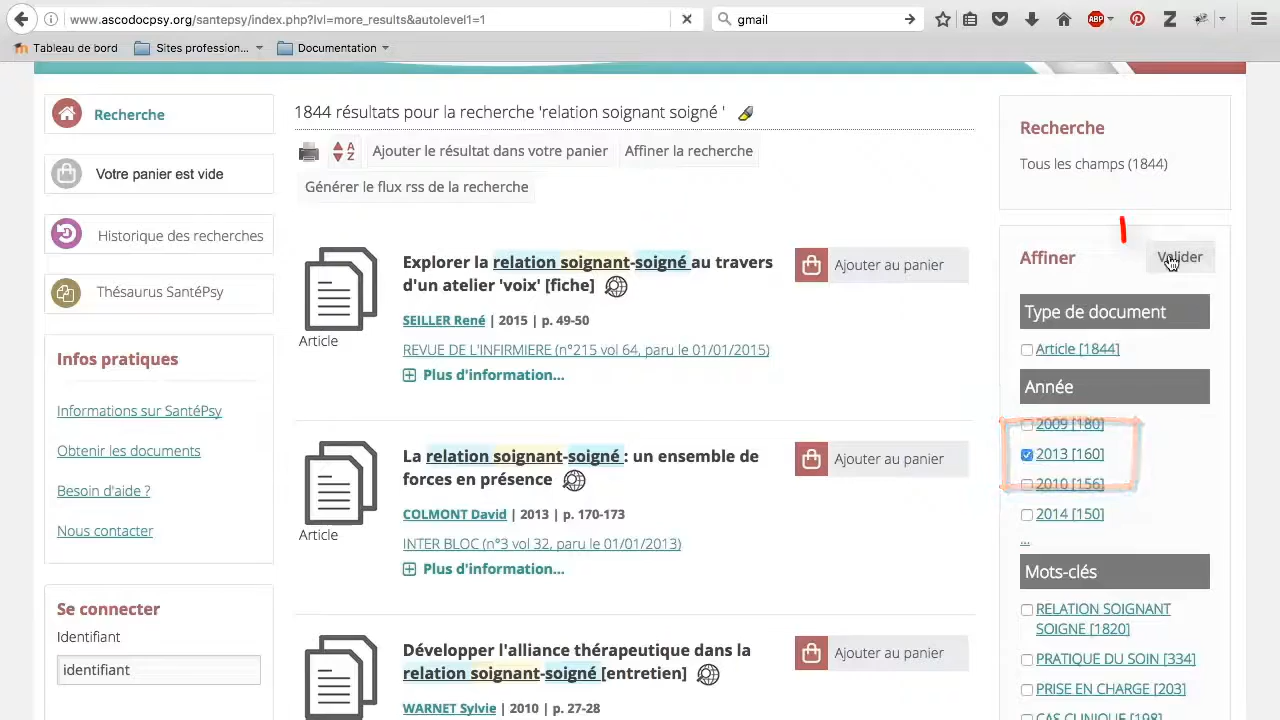 www.ascodocpsy.org/santepsy/index.php?lvl=more_results&autolevel1=1
gmail
ABP
Z
Tableau de bord
Sites profession...
Documentation
Recherche
Votre panier est vide
Historique des recherches
Thésaurus SantéPsy
Infos pratiques
Informations sur SantéPsy
Obtenir les documents
Besoin d'aide ?
Nous contacter
Se connecter
Identifiant
identifiant
1844 résultats pour la recherche 'relation soignant soigné '
A
Z
Ajouter le résultat dans votre panier
Affiner la recherche
Générer le flux rss de la recherche
Article
Explorer la relation soignant-soigné au travers
d'un atelier 'voix' [fiche]
SEILLER René | 2015 | p. 49-50
REVUE DE L'INFIRMIERE (n°215 vol 64, paru le 01/01/2015)
Plus d'information...
Ajouter au panier
Article
La relation soignant-soigné : un ensemble de
forces en présence
COLMONT David | 2013 | p. 170-173
INTER BLOC (n°3 vol 32, paru le 01/01/2013)
Plus d'information...
Ajouter au panier
Développer l'alliance thérapeutique dans la
relation soignant-soigné [entretien]
WARNET Sylvie | 2010 | p. 27-28
Ajouter au panier
Recherche
Tous les champs (1844)
Affiner
Valider
Type de document
Article [1844]
Année
2009 [180]
2013 [160]
2010 [156]
2014 [150]
...
Mots-clés
RELATION SOIGNANT
SOIGNE [1820]
PRATIQUE DU SOIN [334]
PRISE EN CHARGE [203]
CAS CLINIQUE [198]